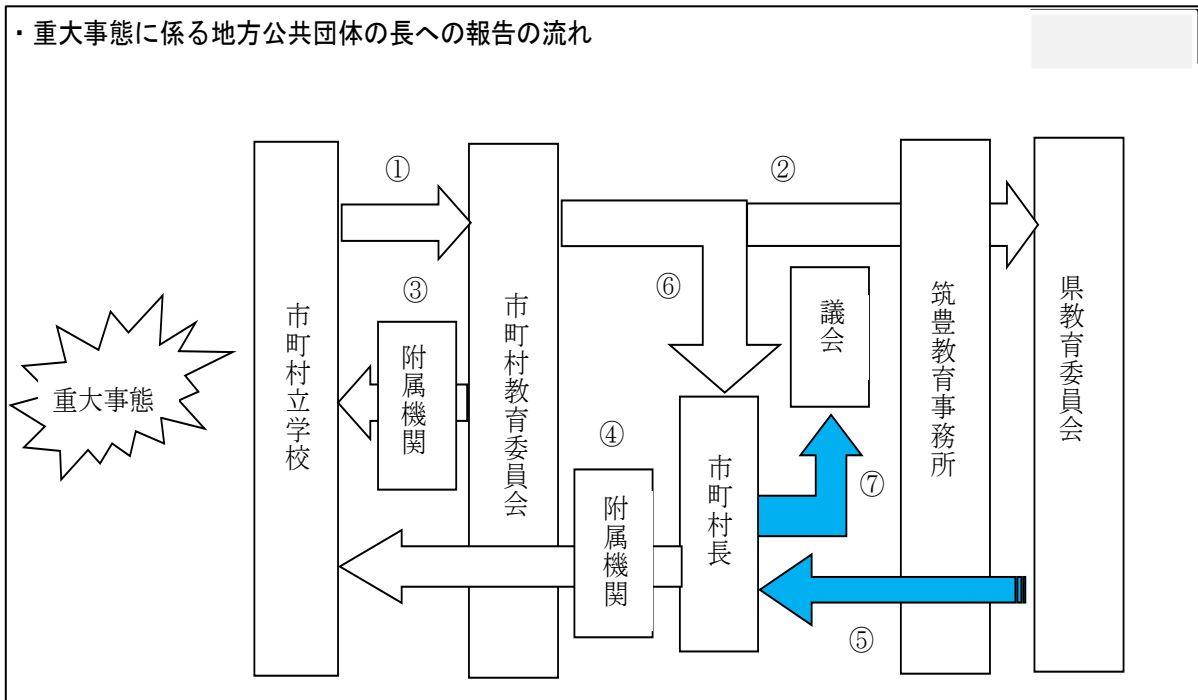 ・重大事態に係る地方公共団体の長への報告の流れ
重大事態
市町村立学校
①
③
附属機関
市町村教育委員会
②
⑥
④
附属機関
市町村長
議会
⑦
⑤
筑豊教育事務所
県教育委員会